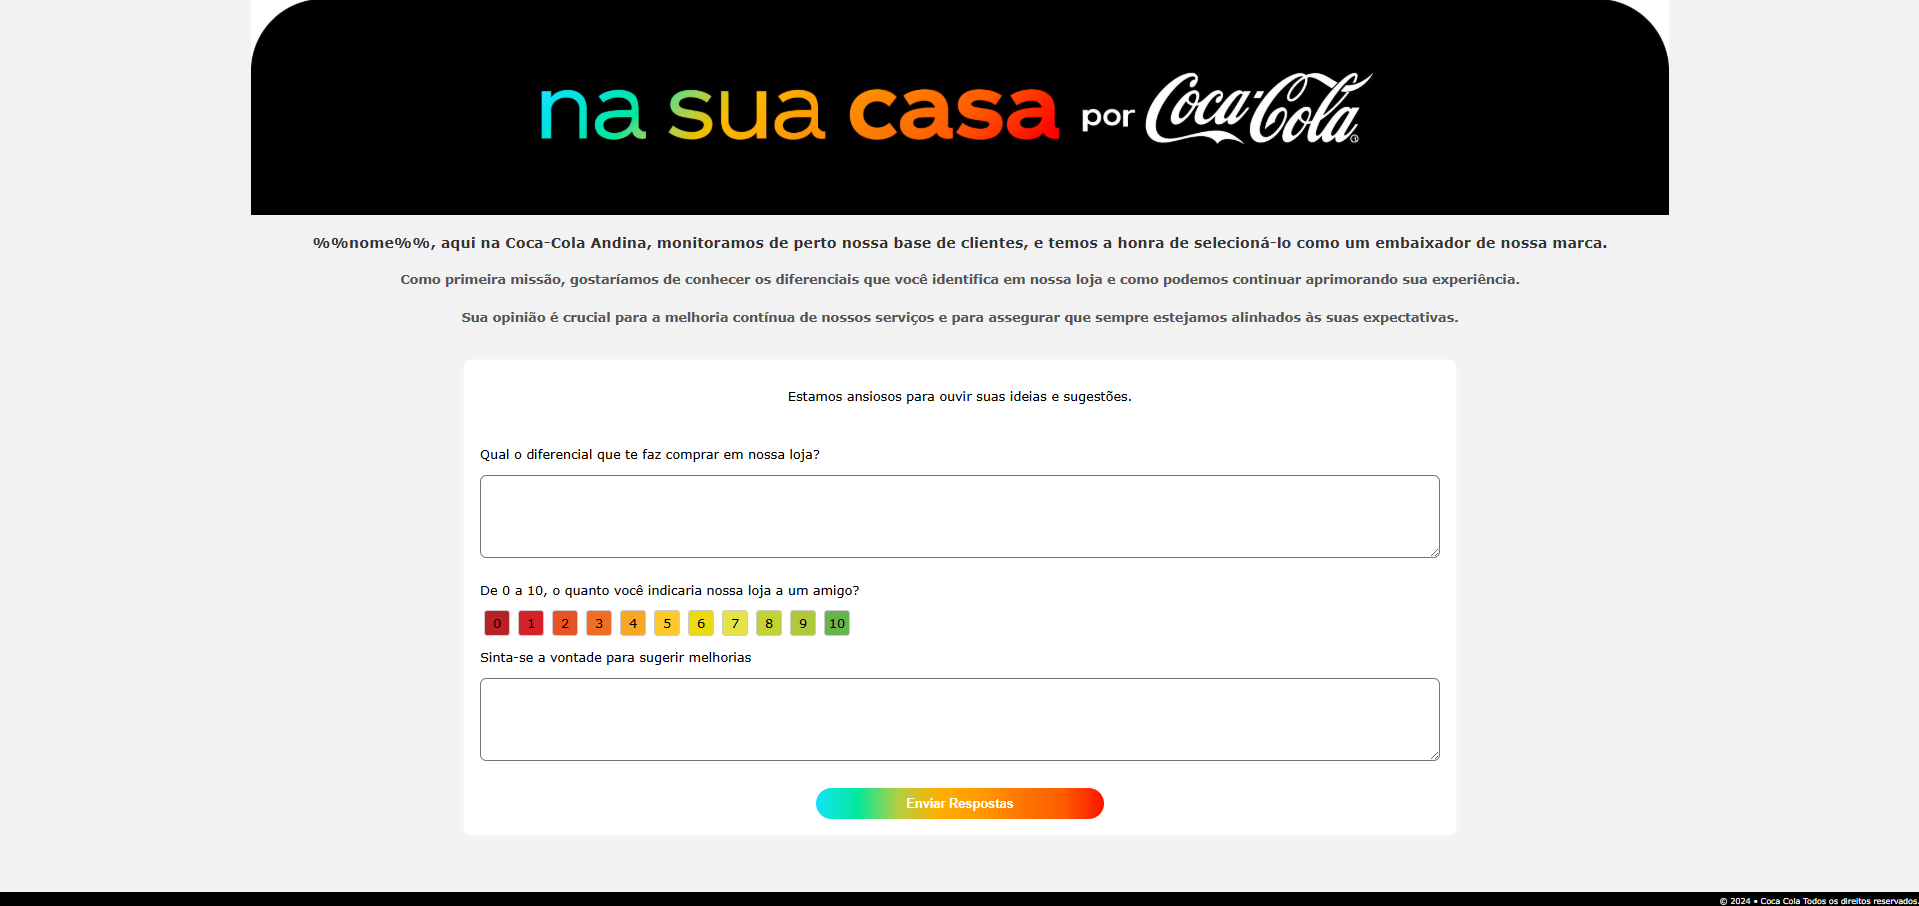 na sua casa por Coca-Cola
%%nome%%, aqui na Coca-Cola Andina, monitoramos de perto nossa base de clientes, e temos a honra de selecioná-lo como um embaixador de nossa marca.
Como primeira missão, gostaríamos de conhecer os diferenciais que você identifica em nossa loja e como podemos continuar aprimorando sua experiência.
Sua opinião é crucial para a melhoria contínua de nossos serviços e para assegurar que sempre estejamos alinhados às suas expectativas.
Estamos ansiosos para ouvir suas ideias e sugestões.
Qual o diferencial que te faz comprar em nossa loja?
De 0 a 10, o quanto você indicaria nossa loja a um amigo?
0 1 2 3 4 5 6 7 8 9 10
Sinta-se a vontade para sugerir melhorias
Enviar Respostas
© 2024 • Coca Cola Todos os direitos reservados.